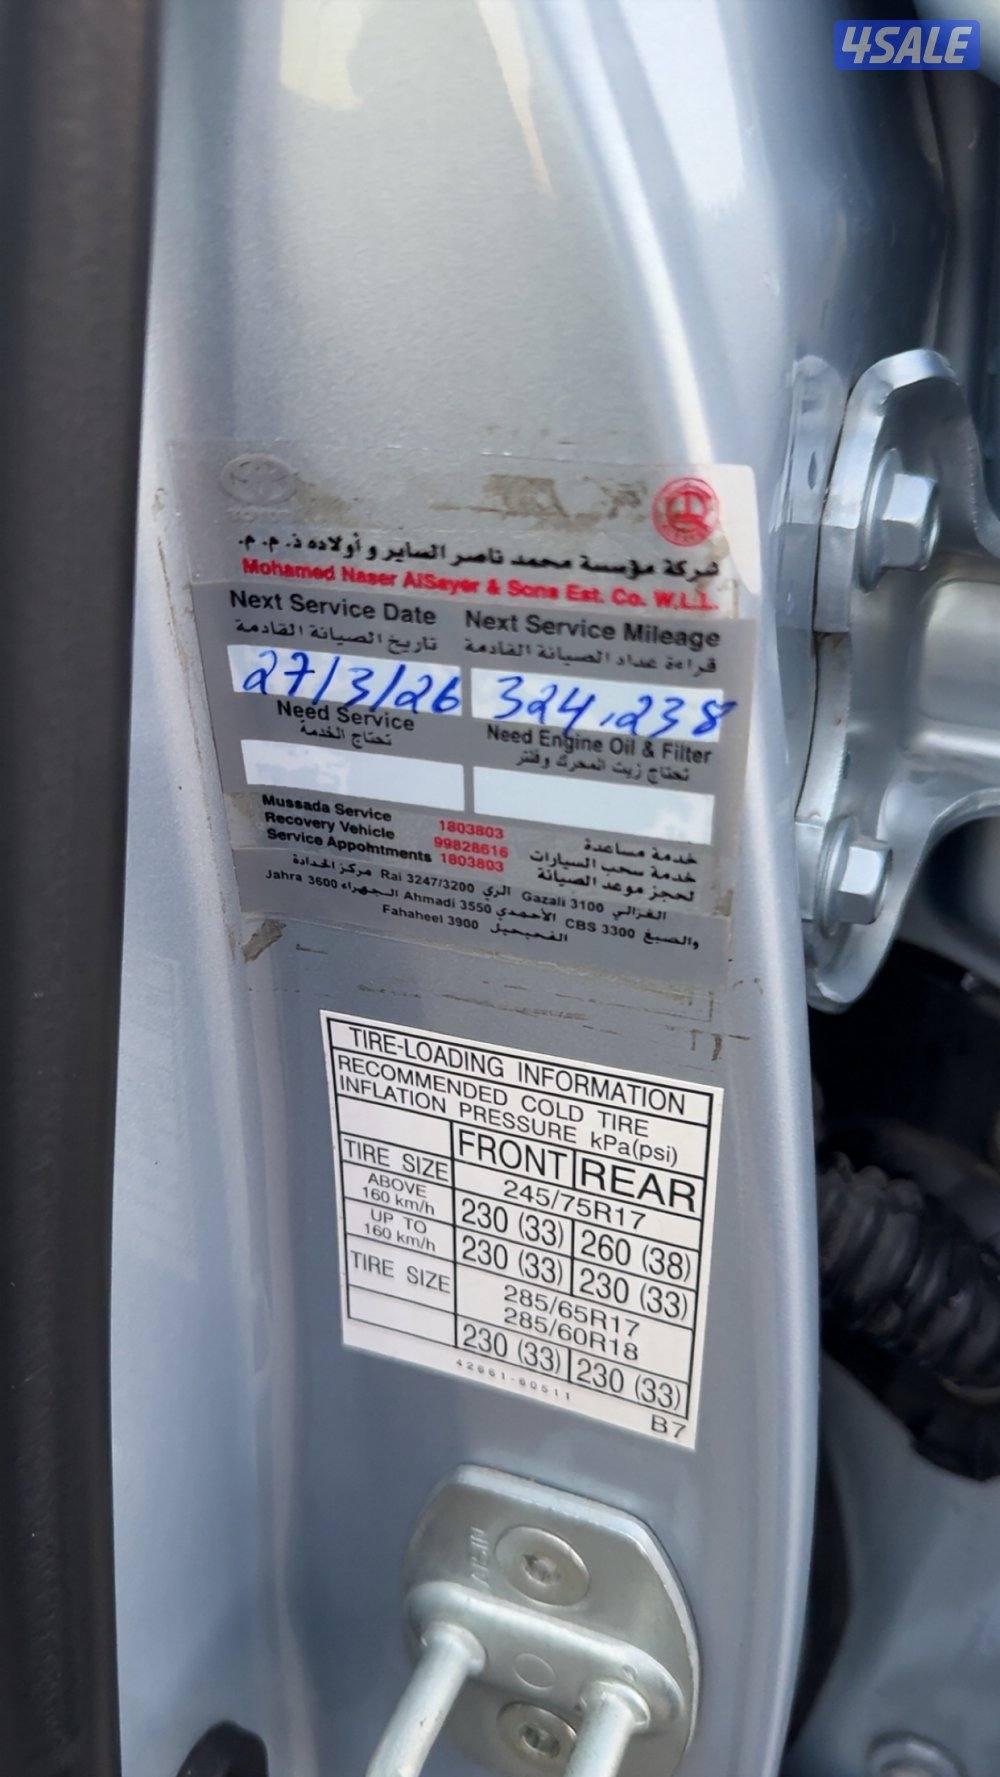 4SALE
شركة مؤسسة محمد ناصر الساير و أولاده ذ. م. م.
Mohamed Naser AlSayer & Sons Est. Co. W.L.L.
Next Service Date Next Service Mileage
تاريخ الصيانة القادمة قراءة عداد الصيانة القادمة
27/3/26 324,238
Need Service Need Engine Oil & Filter
تحتاج الخدمة تحتاج زيت المحرك وفلتر
Mussada Service 1803803 خدمة مساعدة
Recovery Vehicle 99828616 خدمة سحب السيارات
Service Appointments 1803803 لحجز موعد الصيانة
مركز الحدادة Rai 3247/3200 الري Gazali 3100 الغزالي
Jahra 3600 الجهراء Ahmadi 3550 الأحمدي CBS 3300 والصبغ
Fahaheel 3900 الفحيحيل
TIRE-LOADING INFORMATION
RECOMMENDED COLD TIRE
INFLATION PRESSURE kPa(psi)
FRONT REAR
TIRE SIZE 245/75R17
ABOVE 160 km/h 230 (33) 260 (38)
UP TO 160 km/h 230 (33) 230 (33)
TIRE SIZE 285/65R17
285/60R18
230 (33) 230 (33)
42661-60511
B7